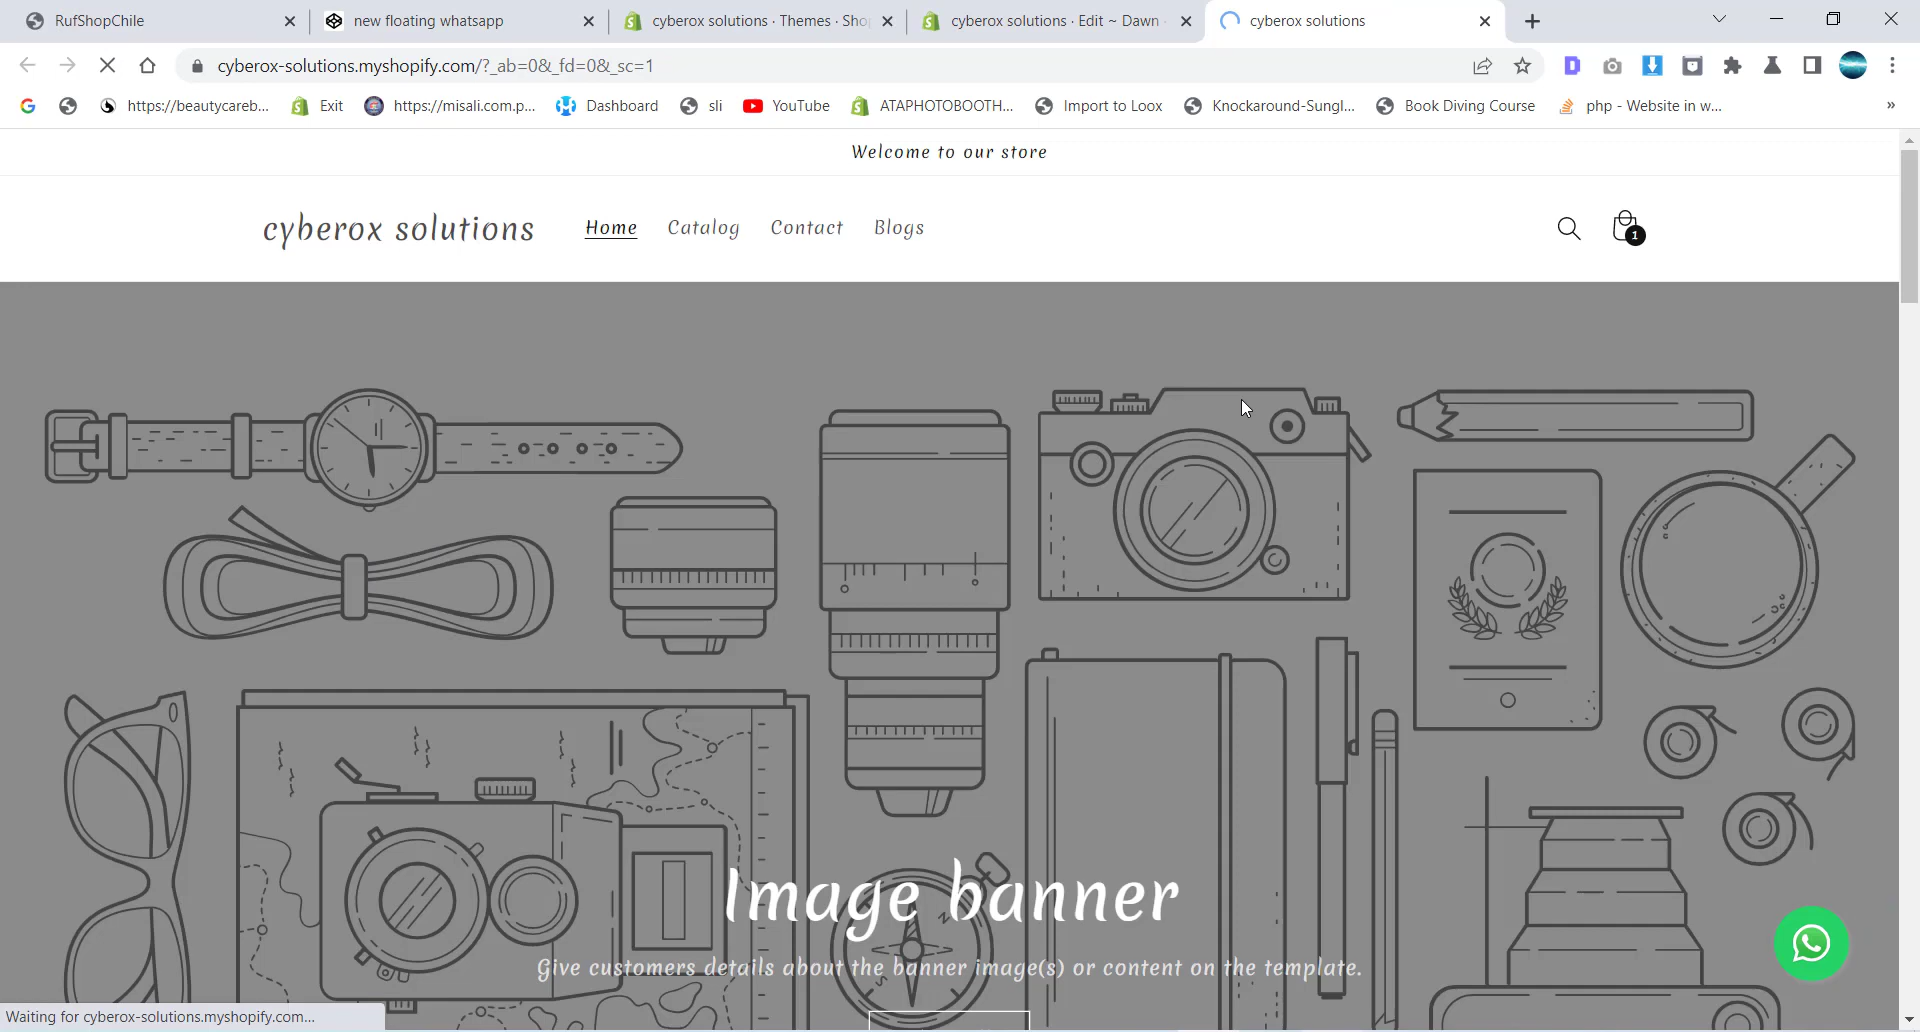 RufShopChile
new floating whatsapp
cyberox solutions · Themes · Sho
cyberox solutions · Edit ~ Dawn
cyberox solutions
cyberox-solutions.myshopify.com/?_ab=0&_fd=0&_sc=1
https://beautycareb...
Exit
https://misali.com.p...
Dashboard
sli
YouTube
ATAPHOTOBOOTH...
Import to Loox
Knockaround-Sungl...
Book Diving Course
php - Website in w...
»
Welcome to our store
cyberox solutions
Home
Catalog
Contact
Blogs
1
Image banner
Give customers details about the banner image(s) or content on the template.
Waiting for cyberox-solutions.myshopify.com...